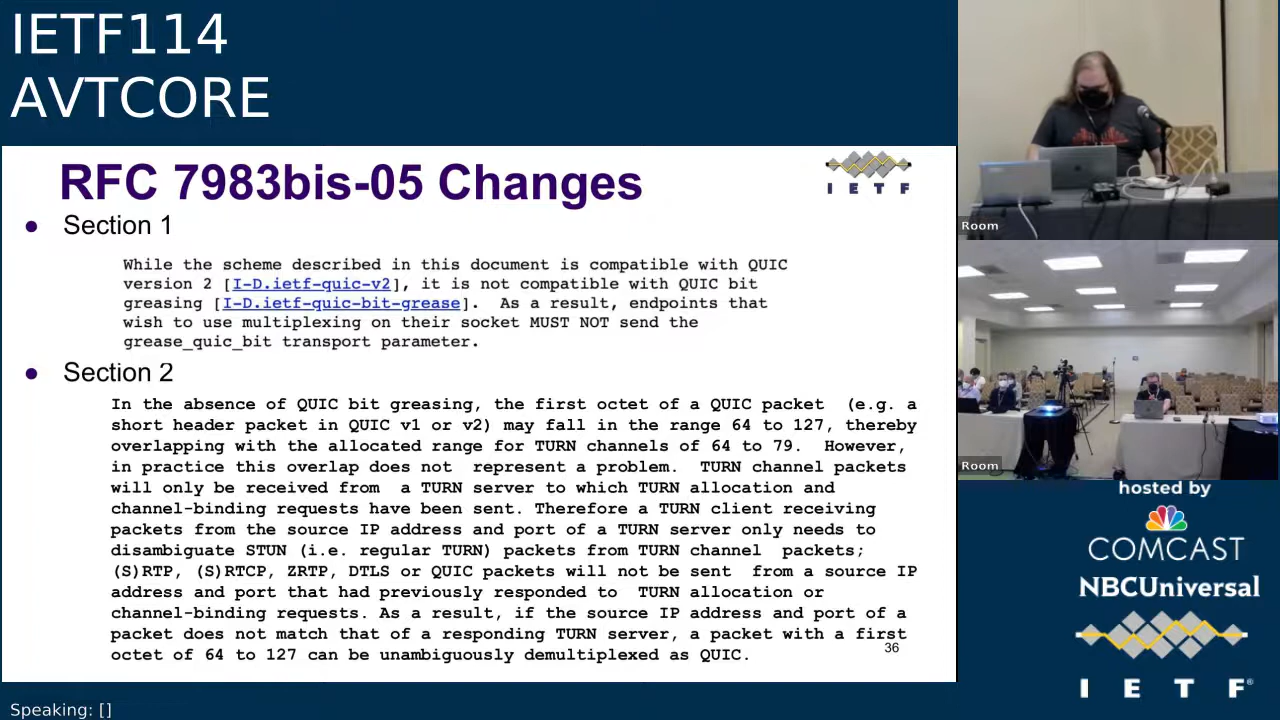 IETF114
AVTCORE
RFC 7983bis-05 Changes
I E T F
● Section 1
While the scheme described in this document is compatible with QUIC
version 2 [I-D.ietf-quic-v2], it is not compatible with QUIC bit
greasing [I-D.ietf-quic-bit-grease].  As a result, endpoints that
wish to use multiplexing on their socket MUST NOT send the
grease_quic_bit transport parameter.
● Section 2
In the absence of QUIC bit greasing, the first octet of a QUIC packet  (e.g. a
short header packet in QUIC v1 or v2) may fall in the range 64 to 127, thereby
overlapping with the allocated range for TURN channels of 64 to 79.  However,
in practice this overlap does not  represent a problem.  TURN channel packets
will only be received from  a TURN server to which TURN allocation and
channel-binding requests have been sent. Therefore a TURN client receiving
packets from the source IP address and port of a TURN server only needs to
disambiguate STUN (i.e. regular TURN) packets from TURN channel  packets;
(S)RTP, (S)RTCP, ZRTP, DTLS or QUIC packets will not be sent  from a source IP
address and port that had previously responded to  TURN allocation or
channel-binding requests. As a result, if the source IP address and port of a
packet does not match that of a responding TURN server, a packet with a first
octet of 64 to 127 can be unambiguously demultiplexed as QUIC.
36
Room
Room
hosted by
COMCAST
NBCUniversal
I E T F®
Speaking: []